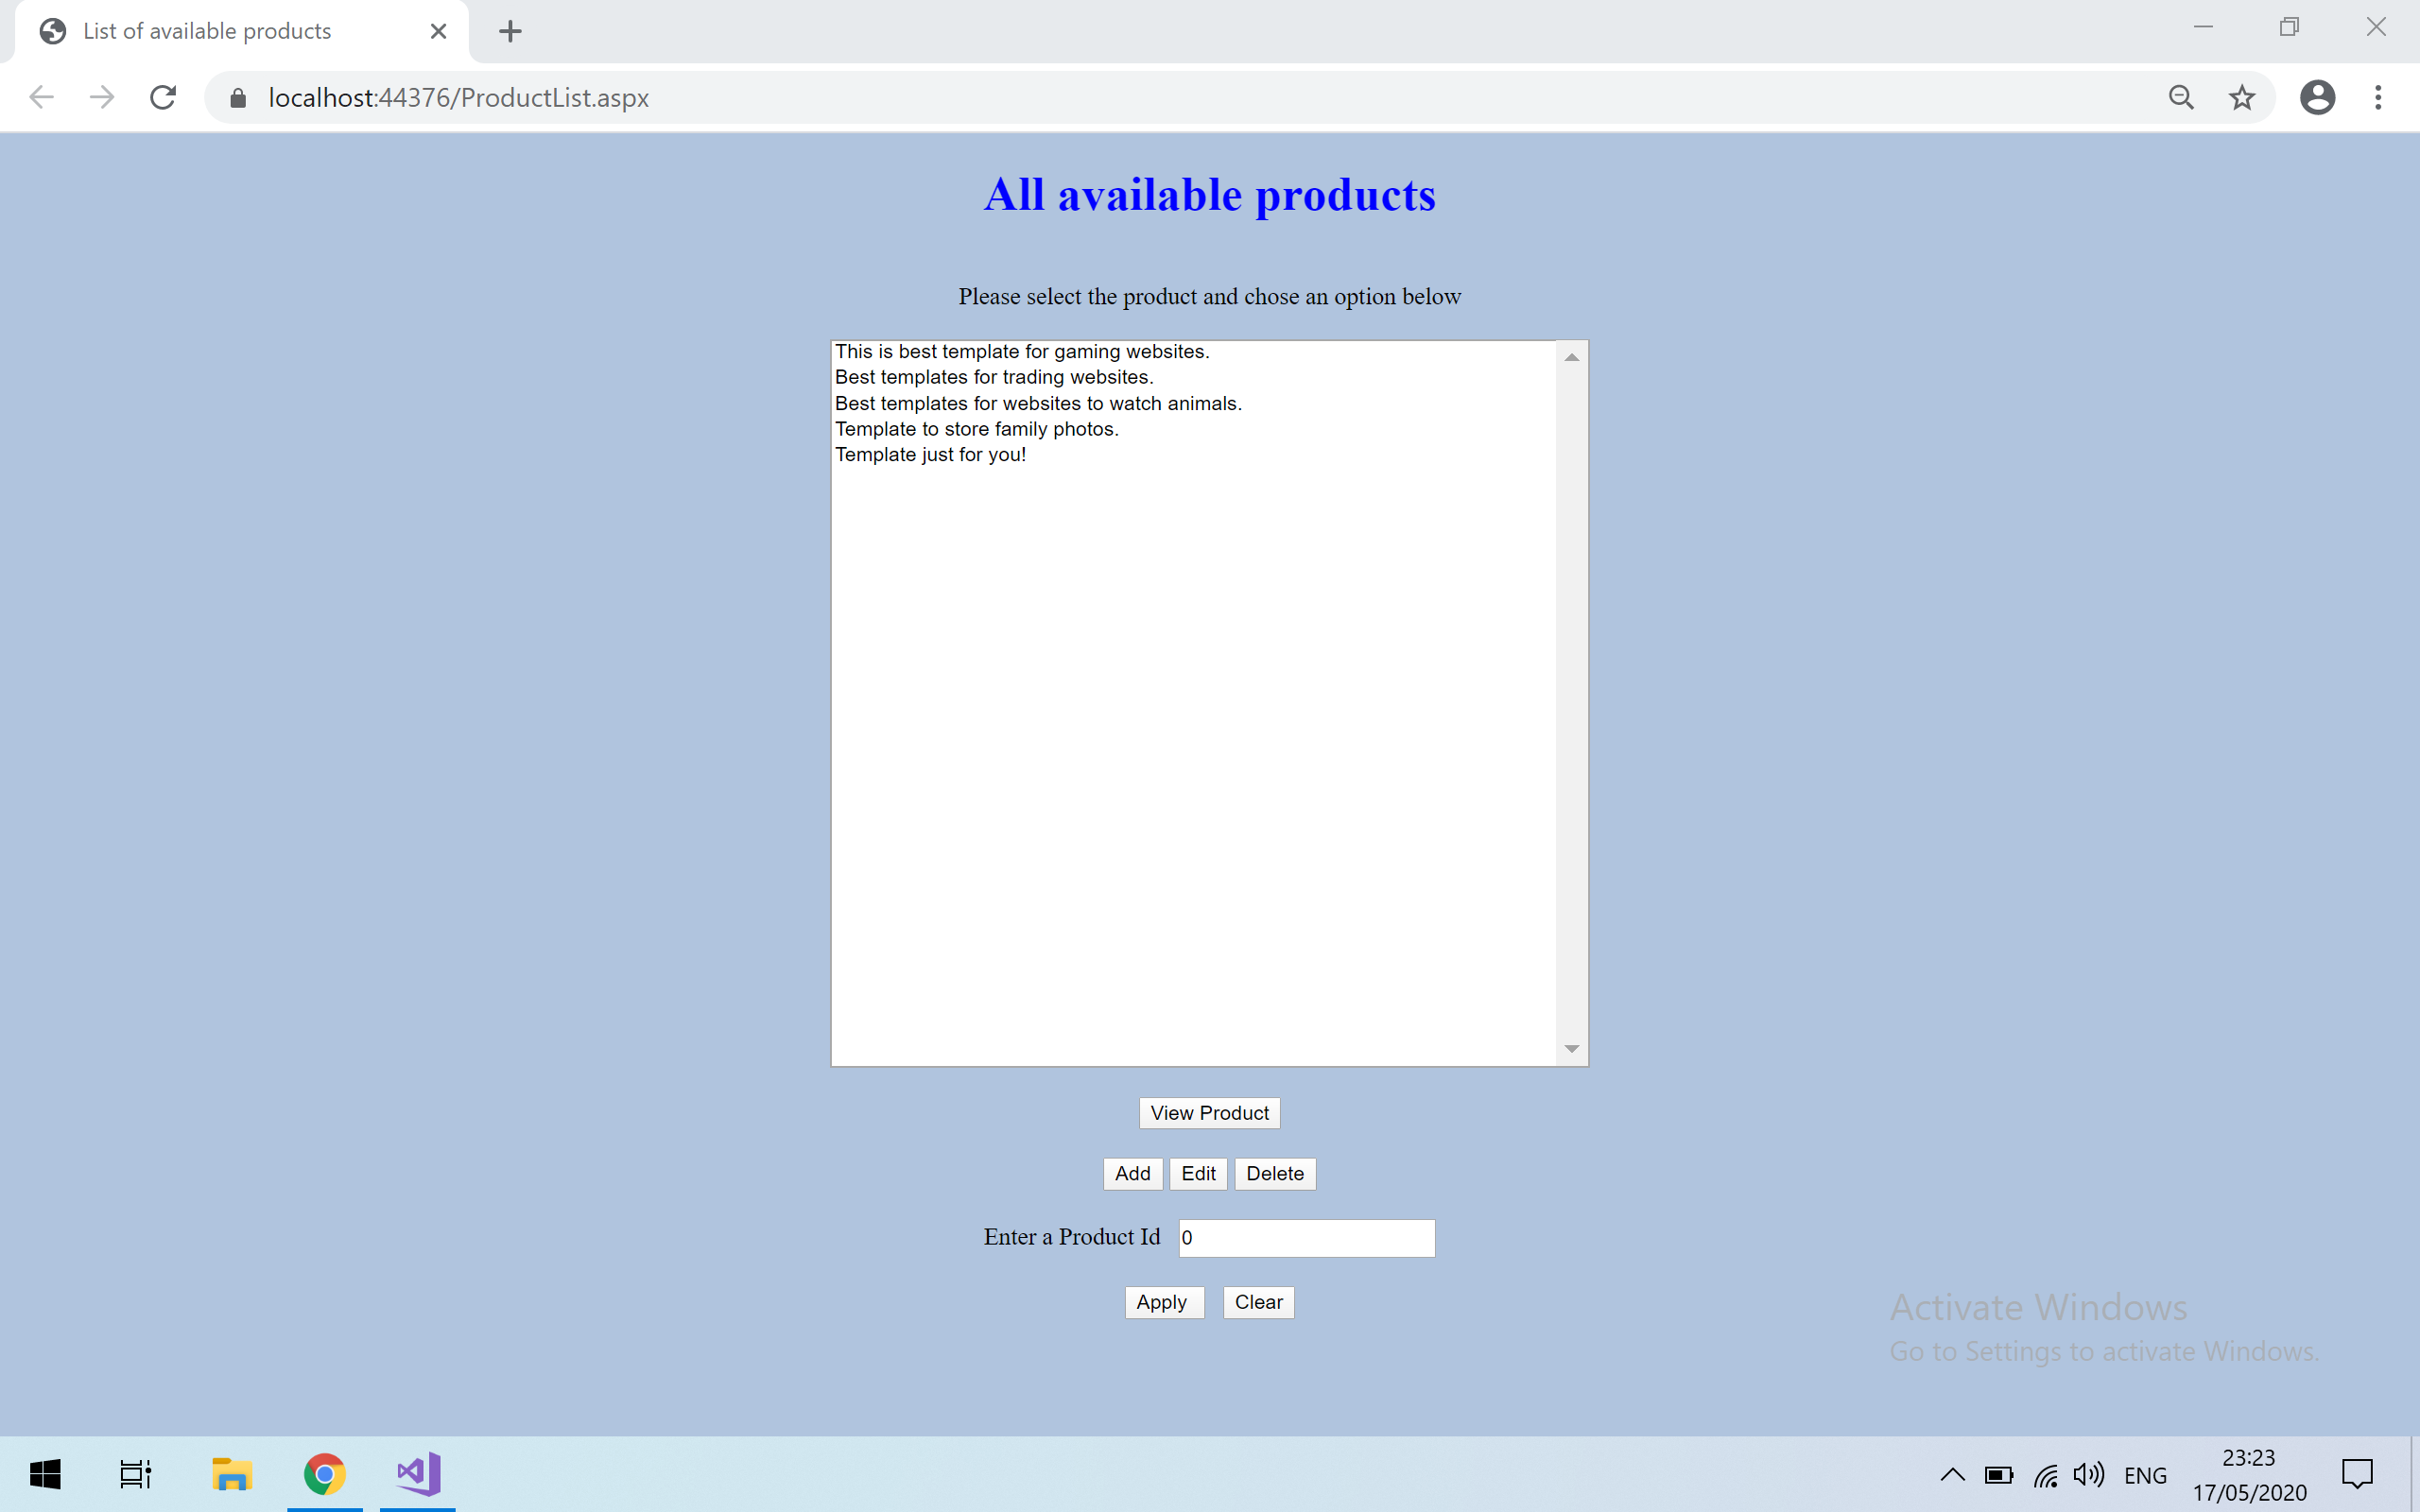 List of available products
localhost:44376/ProductList.aspx
All available products
Please select the product and chose an option below
This is best template for gaming websites.
Best templates for trading websites.
Best templates for websites to watch animals.
Template to store family photos.
Template just for you!
View Product
Add Edit Delete
Enter a Product Id 0
Apply Clear
Activate Windows
Go to Settings to activate Windows.
ENG
23:23
17/05/2020